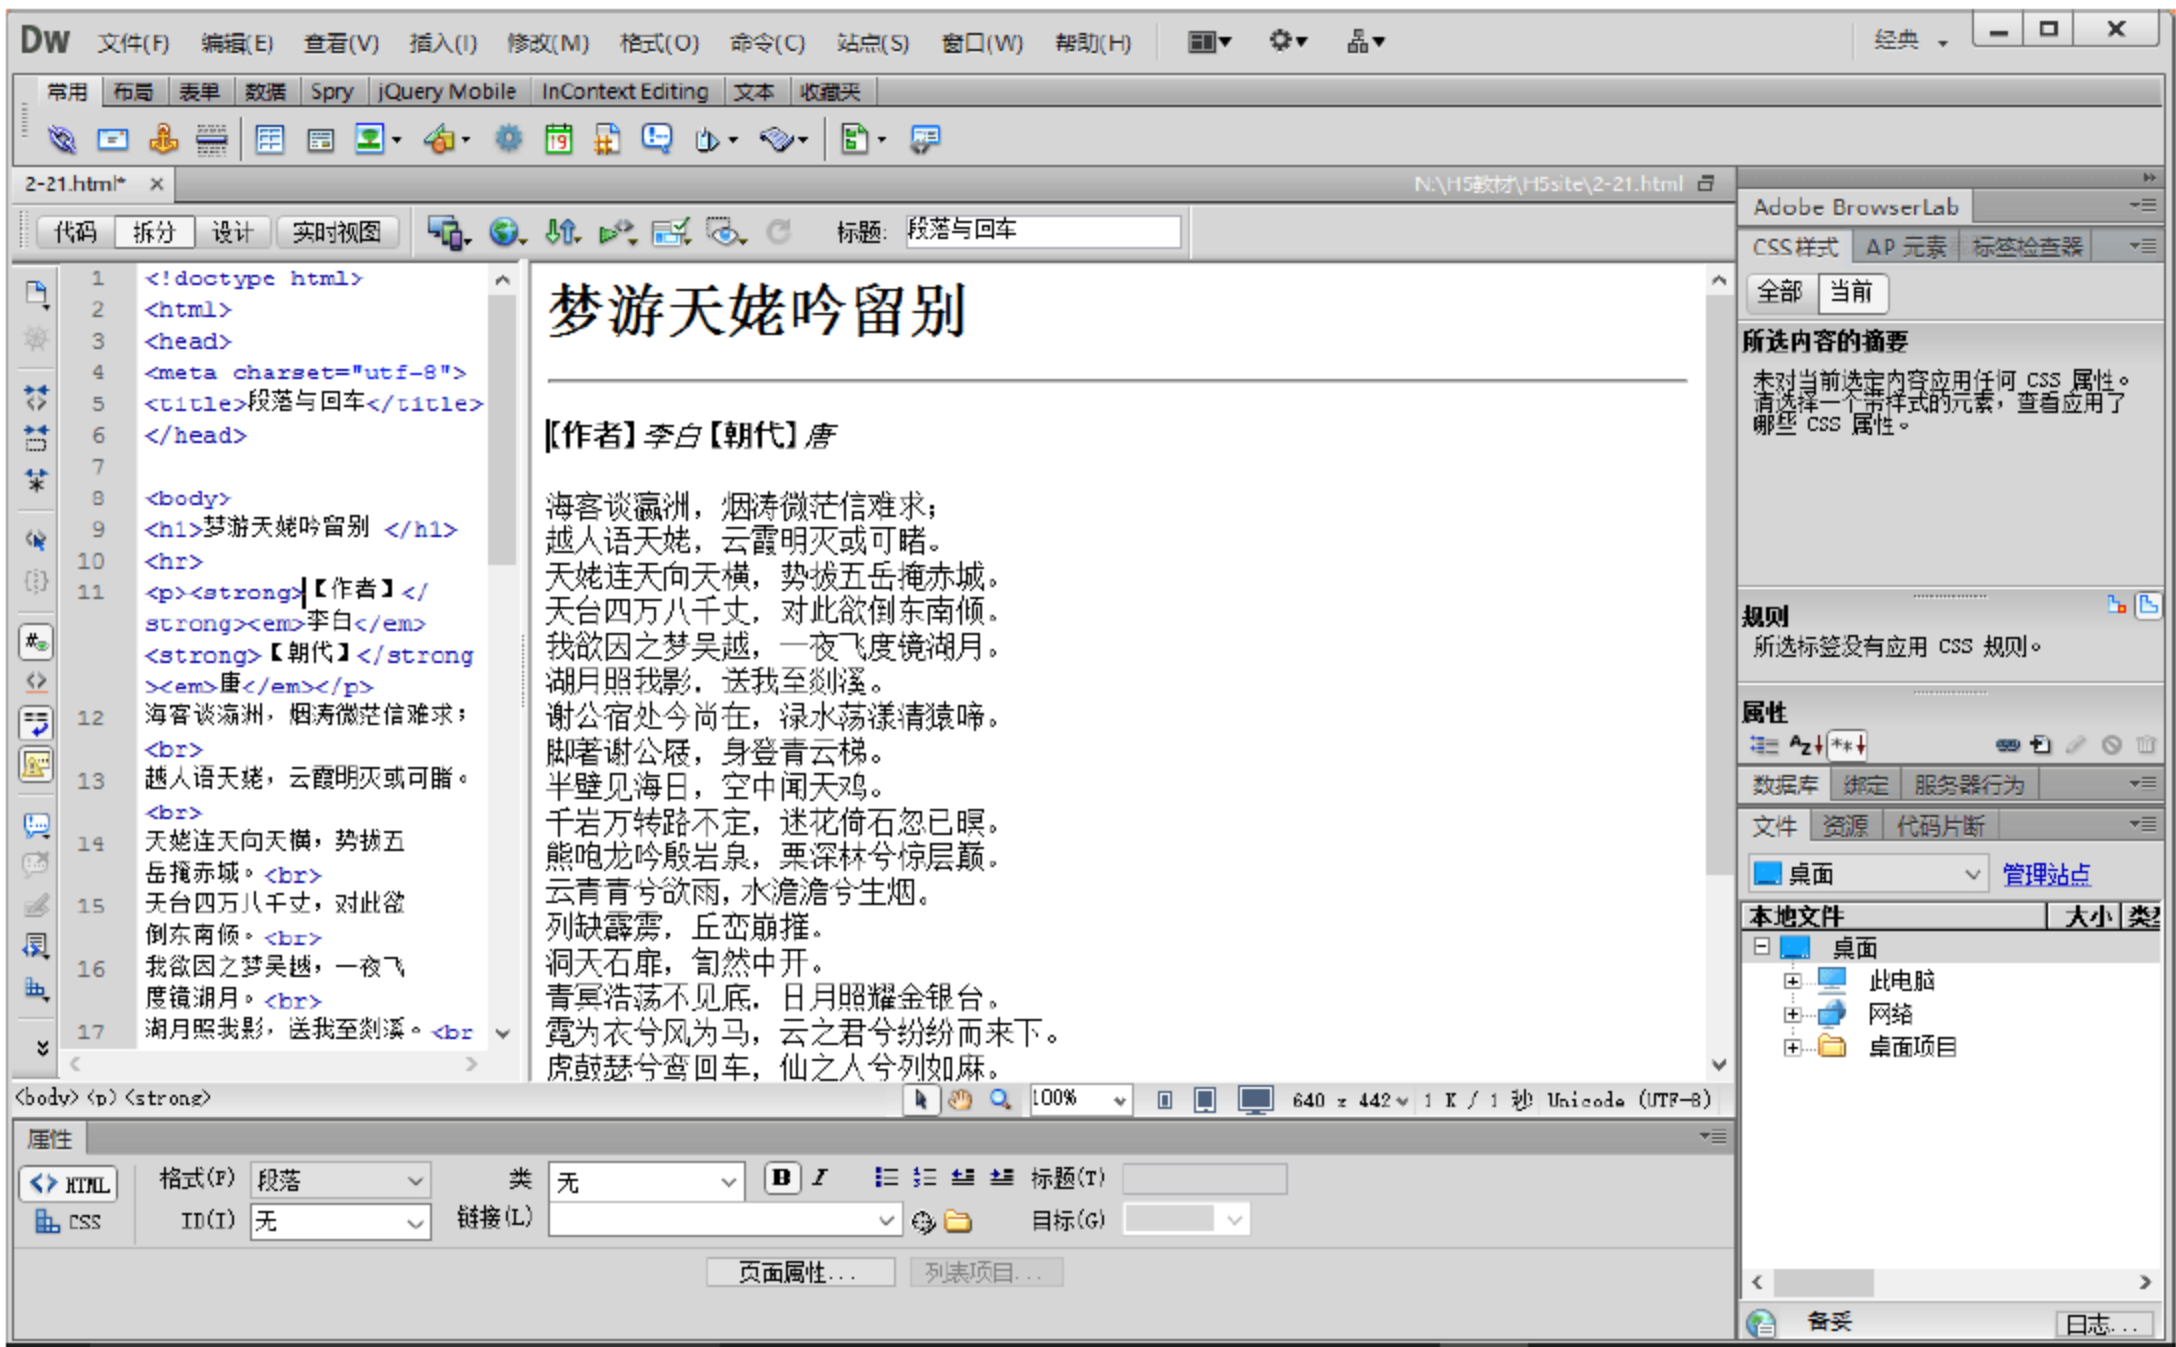 Dw 文件(F) 编辑(E) 查看(V) 插入(I) 修改(M) 格式(O) 命令(C) 站点(S) 窗口(W) 帮助(H) 经典
常用 布局 表单 数据 Spry jQuery Mobile InContext Editing 文本 收藏夹
2-21.html* N:\H5教材\H5site\2-21.html
代码 拆分 设计 实时视图 标题: 段落与回车
1 <!doctype html>
2 <html>
3 <head>
4 <meta charset="utf-8">
5 <title>段落与回车</title>
6 </head>
7
8 <body>
9 <h1>梦游天姥吟留别 </h1>
10 <hr>
11 <p><strong>【作者】</
strong><em>李白</em>
<strong>【朝代】</strong
><em>唐</em></p>
12 海客谈瀛洲，烟涛微茫信难求；
<br>
13 越人语天姥，云霞明灭或可睹。
<br>
14 天姥连天向天横，势拔五
岳掩赤城。<br>
15 天台四万八千丈，对此欲
倒东南倾。<br>
16 我欲因之梦吴越，一夜飞
度镜湖月。<br>
17 湖月照我影，送我至剡溪。<br
梦游天姥吟留别
【作者】李白【朝代】唐
海客谈瀛洲，烟涛微茫信难求；
越人语天姥，云霞明灭或可睹。
天姥连天向天横，势拔五岳掩赤城。
天台四万八千丈，对此欲倒东南倾。
我欲因之梦吴越，一夜飞度镜湖月。
湖月照我影，送我至剡溪。
谢公宿处今尚在，渌水荡漾清猿啼。
脚著谢公屐，身登青云梯。
半壁见海日，空中闻天鸡。
千岩万转路不定，迷花倚石忽已暝。
熊咆龙吟殷岩泉，栗深林兮惊层巅。
云青青兮欲雨,水澹澹兮生烟。
列缺霹雳，丘峦崩摧。
洞天石扉，訇然中开。
青冥浩荡不见底，日月照耀金银台。
霓为衣兮风为马，云之君兮纷纷而来下。
虎鼓瑟兮鸾回车，仙之人兮列如麻。
<body> <p> <strong> 100% 640 x 442 1 K / 1 秒 Unicode (UTF-8)
属性
<> HTML 格式(F) 段落 类 无 B I 标题(T)
CSS ID(I) 无 链接(L) 目标(G)
页面属性... 列表项目...
Adobe BrowserLab
CSS样式 AP 元素 标签检查器
全部 当前
所选内容的摘要
未对当前选定内容应用任何 CSS 属性。
请选择一个带样式的元素，查看应用了
哪些 CSS 属性。
规则
所选标签没有应用 CSS 规则。
属性
数据库 绑定 服务器行为
文件 资源 代码片断
桌面 管理站点
本地文件 大小 类型
桌面
此电脑
网络
桌面项目
备妥 日志...